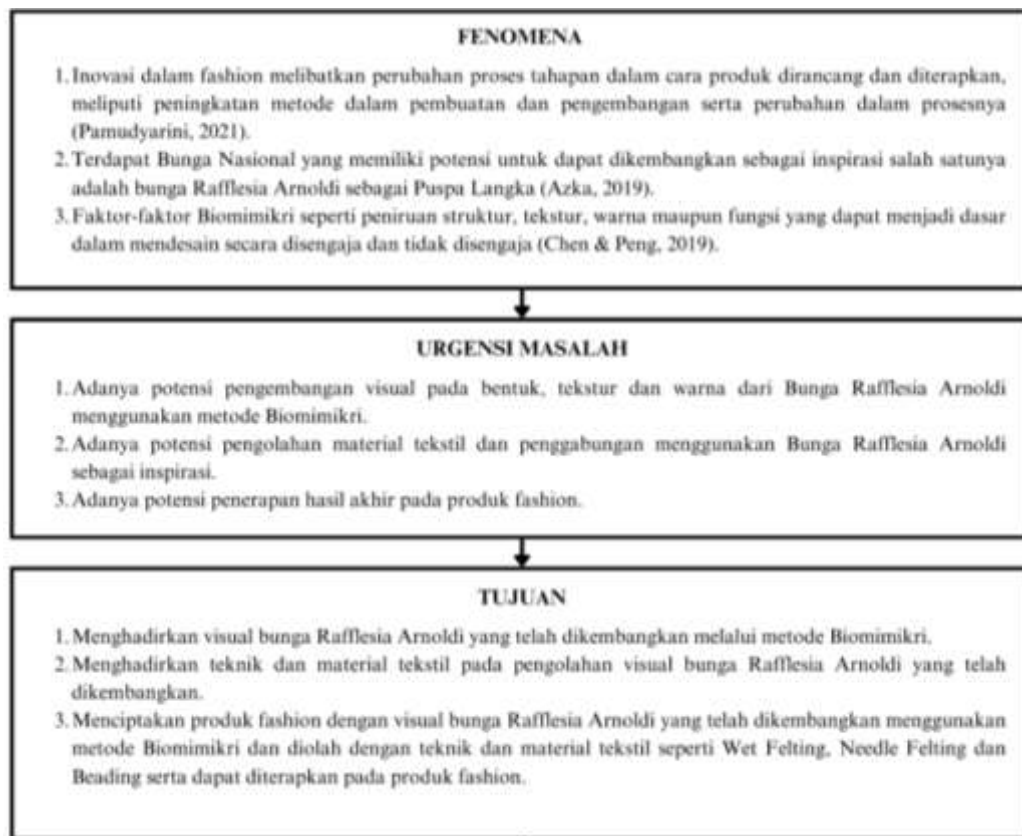 FENOMENA
1. Inovasi dalam fashion melibatkan perubahan proses tahapan dalam cara produk dirancang dan diterapkan,
meliputi peningkatan metode dalam pembuatan dan pengembangan serta perubahan dalam prosesnya
(Pamudyarini, 2021).
2. Terdapat Bunga Nasional yang memiliki potensi untuk dapat dikembangkan sebagai inspirasi salah satunya
adalah bunga Rafflesia Arnoldi sebagai Puspa Langka (Azka, 2019).
3. Faktor-faktor Biomimikri seperti peniruan struktur, tekstur, warna maupun fungsi yang dapat menjadi dasar
dalam mendesain secara disengaja dan tidak disengaja (Chen & Peng, 2019).
URGENSI MASALAH
1. Adanya potensi pengembangan visual pada bentuk, tekstur dan warna dari Bunga Rafflesia Arnoldi
menggunakan metode Biomimikri.
2. Adanya potensi pengolahan material tekstil dan penggabungan menggunakan Bunga Rafflesia Arnoldi
sebagai inspirasi.
3. Adanya potensi penerapan hasil akhir pada produk fashion.
TUJUAN
1. Menghadirkan visual bunga Rafflesia Arnoldi yang telah dikembangkan melalui metode Biomimikri.
2. Menghadirkan teknik dan material tekstil pada pengolahan visual bunga Rafflesia Arnoldi yang telah
dikembangkan.
3. Menciptakan produk fashion dengan visual bunga Rafflesia Arnoldi yang telah dikembangkan menggunakan
metode Biomimikri dan diolah dengan teknik dan material tekstil seperti Wet Felting, Needle Felting dan
Beading serta dapat diterapkan pada produk fashion.